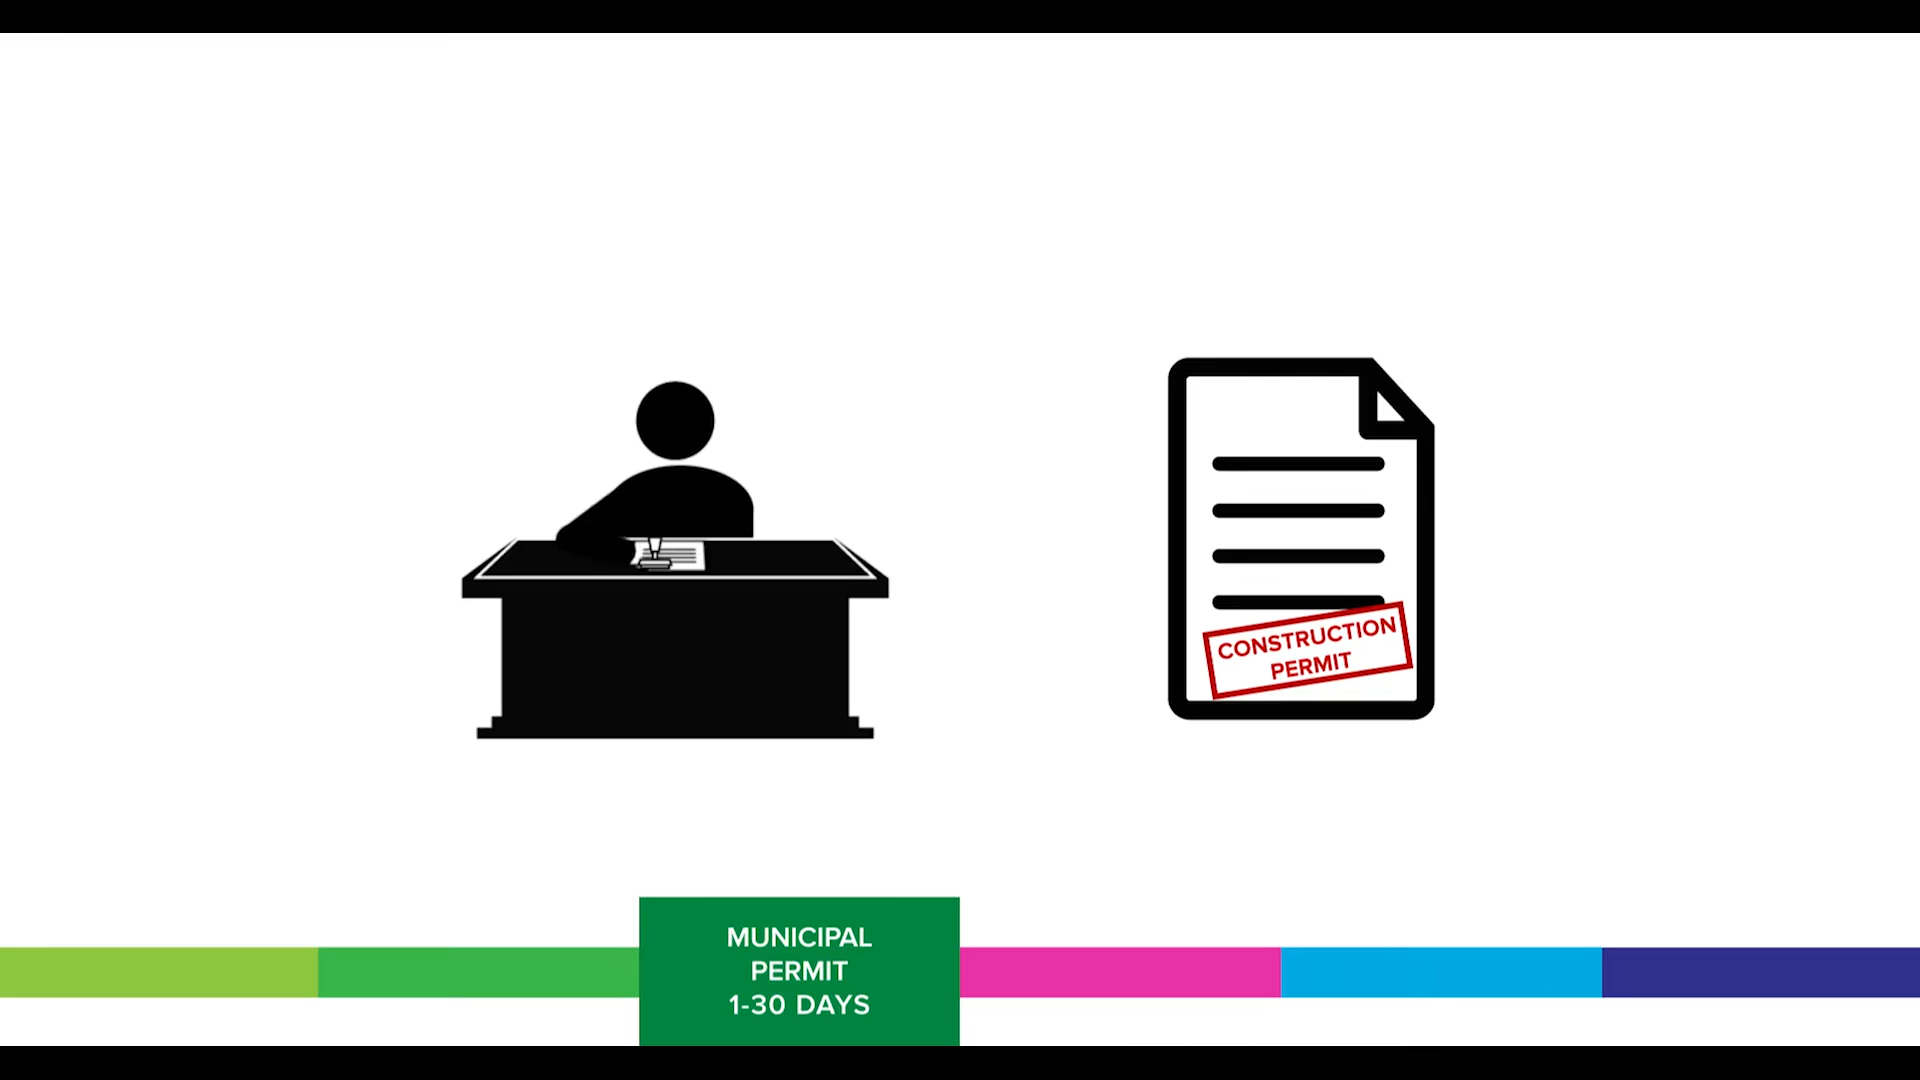 CONSTRUCTION
PERMIT
MUNICIPAL
PERMIT
1-30 DAYS